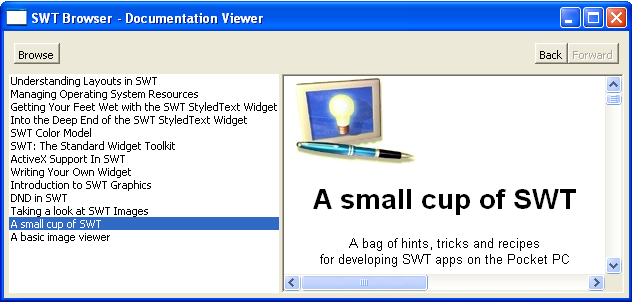 SWT Browser - Documentation Viewer
Browse
Back
Forward
Understanding Layouts in SWT
Managing Operating System Resources
Getting Your Feet Wet with the SWT StyledText Widget
Into the Deep End of the SWT StyledText Widget
SWT Color Model
SWT: The Standard Widget Toolkit
ActiveX Support In SWT
Writing Your Own Widget
Introduction to SWT Graphics
DND in SWT
Taking a look at SWT Images
A small cup of SWT
A basic image viewer
A small cup of SWT
A bag of hints, tricks and recipes
for developing SWT apps on the Pocket PC